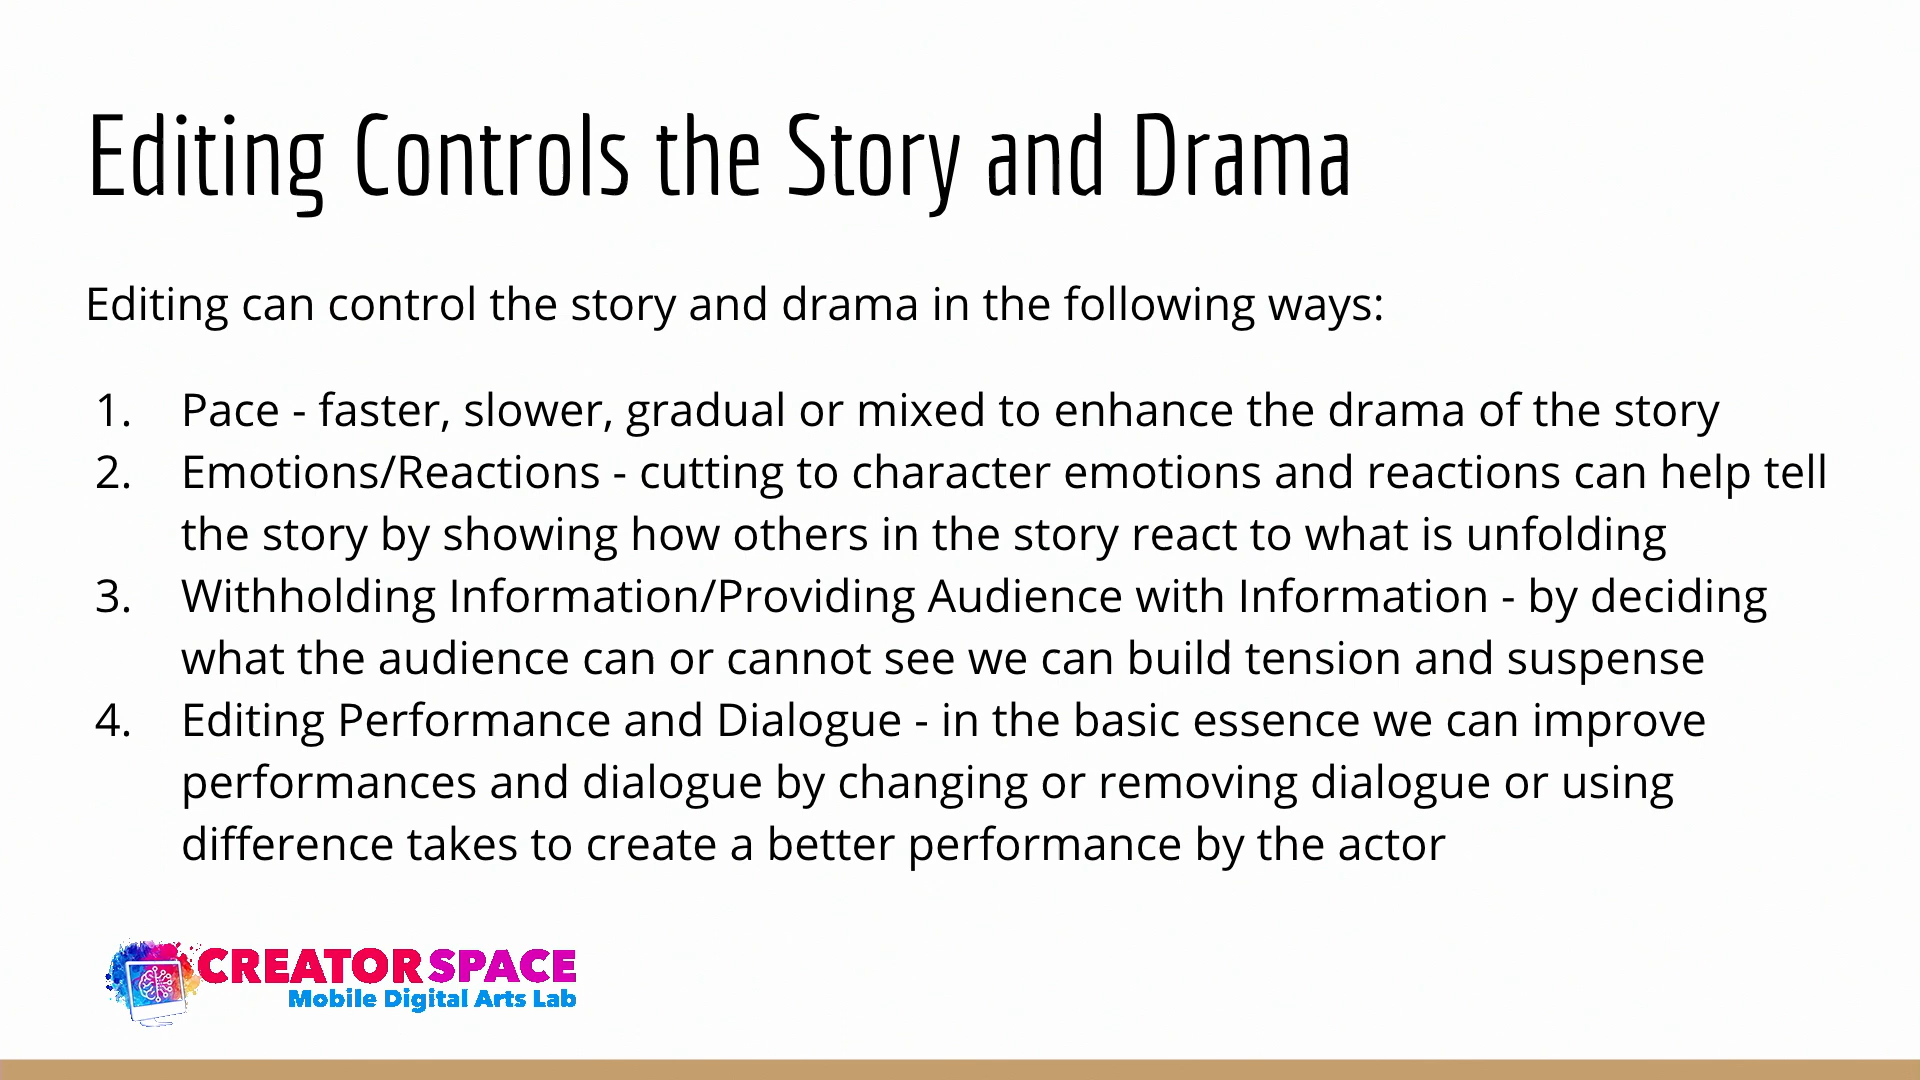 Editing Controls the Story and Drama
Editing can control the story and drama in the following ways:
1. Pace - faster, slower, gradual or mixed to enhance the drama of the story
2. Emotions/Reactions - cutting to character emotions and reactions can help tell
the story by showing how others in the story react to what is unfolding
3. Withholding Information/Providing Audience with Information - by deciding
what the audience can or cannot see we can build tension and suspense
4. Editing Performance and Dialogue - in the basic essence we can improve
performances and dialogue by changing or removing dialogue or using
difference takes to create a better performance by the actor
CREATORSPACE
Mobile Digital Arts Lab